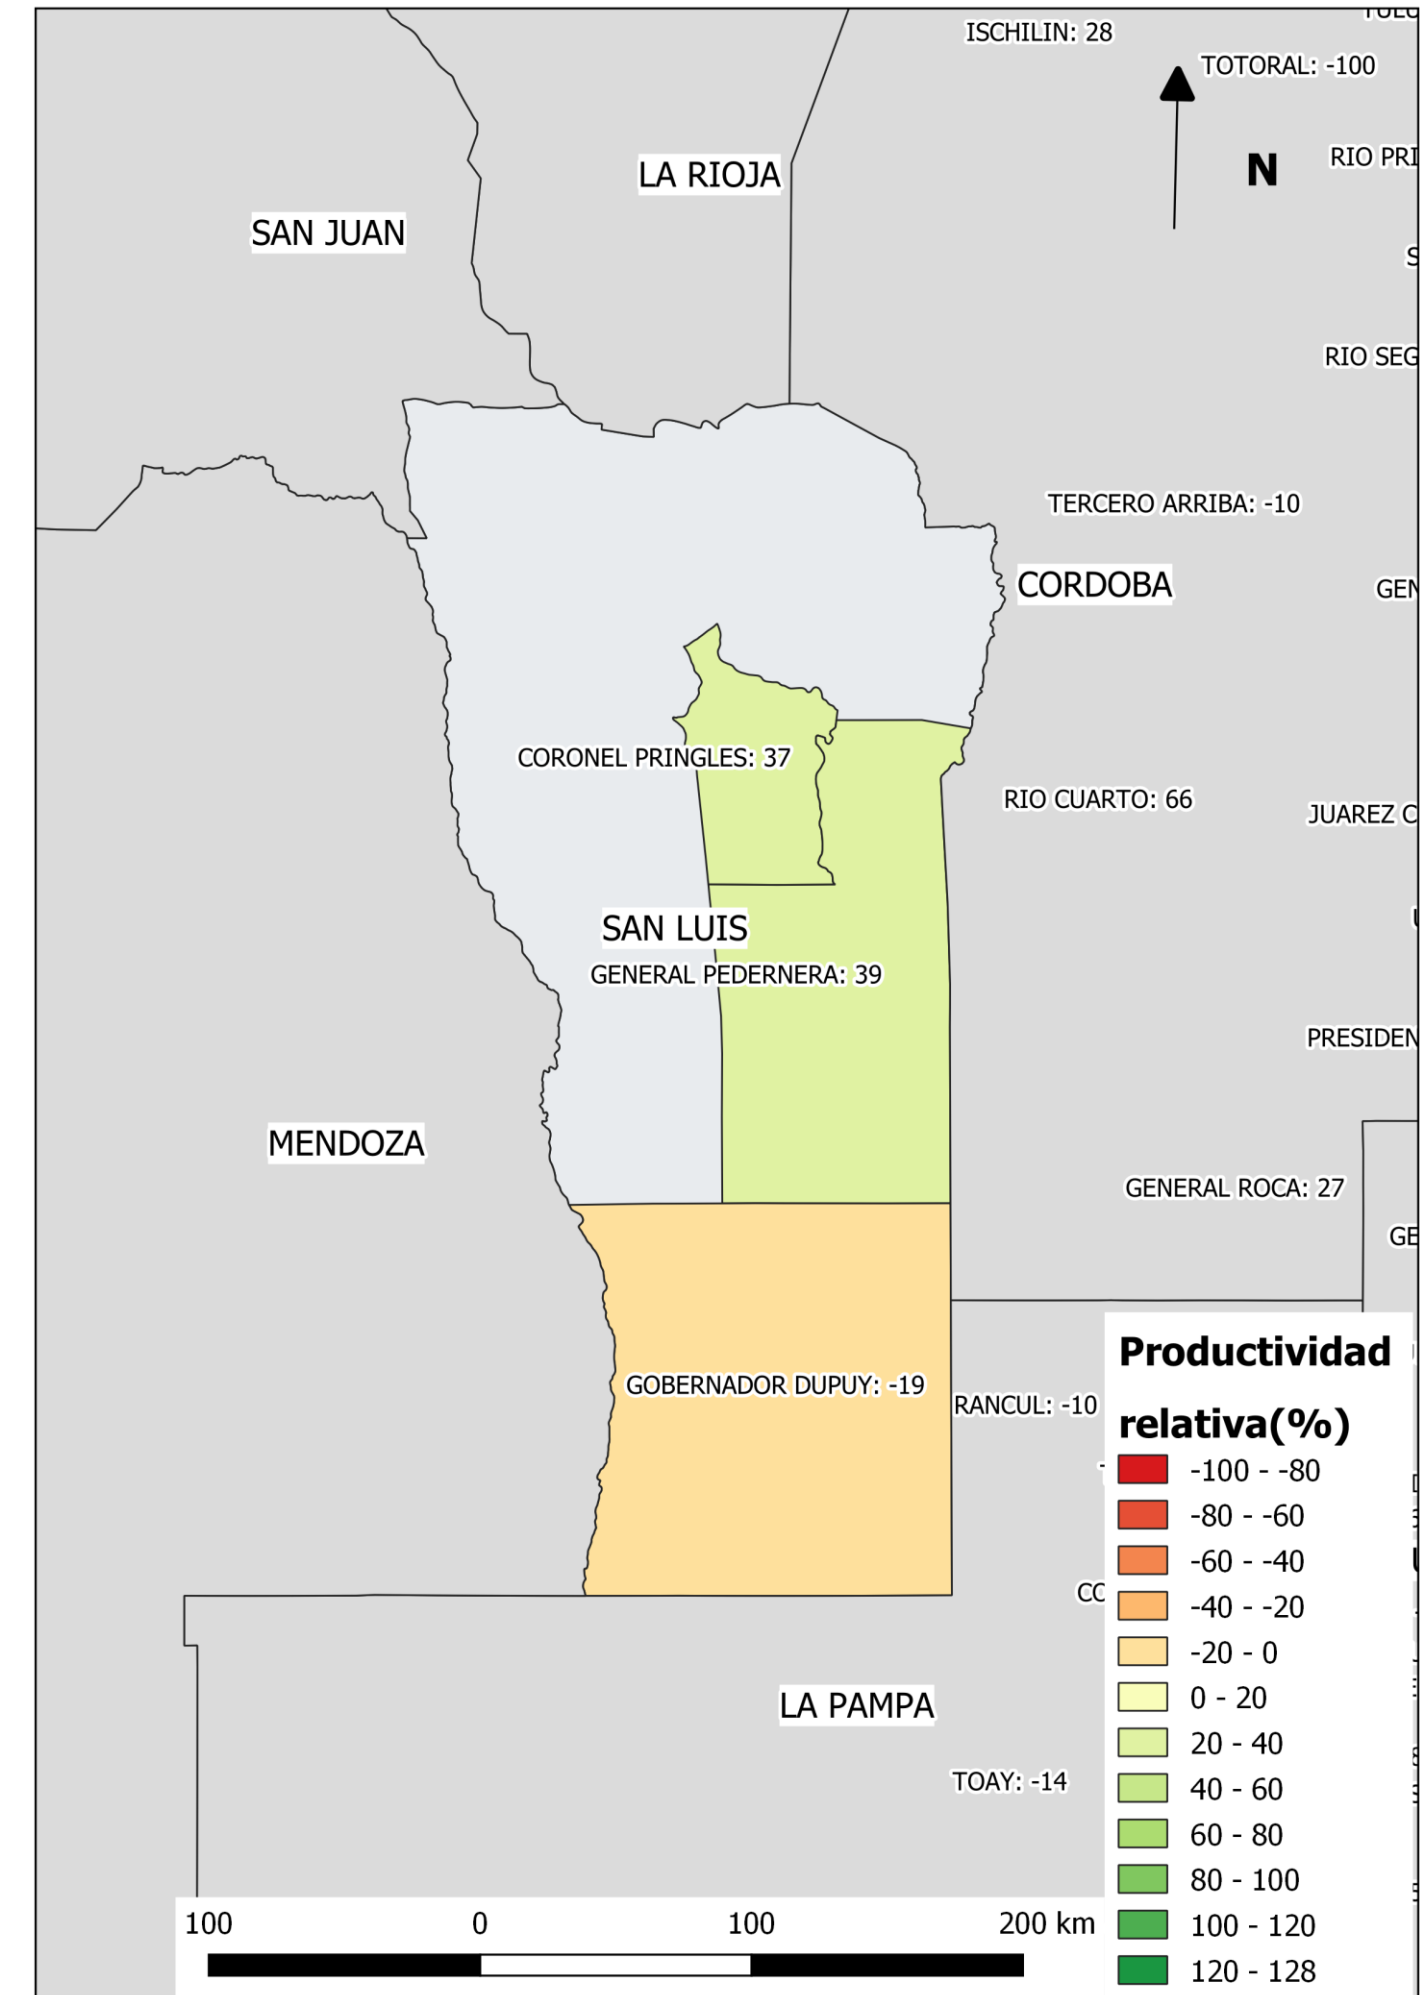 ISCHILIN: 28
TOTORAL: -100
RIO PRI
LA RIOJA
N
SAN JUAN
S
RIO SEG
TERCERO ARRIBA: -10
CORDOBA
GEN
CORONEL PRINGLES: 37
RIO CUARTO: 66
JUAREZ C
SAN LUIS
GENERAL PEDERNERA: 39
PRESIDEN
MENDOZA
GENERAL ROCA: 27
GE
Productividad
relativa(%)
GOBERNADOR DUPUY: -19
RANCUL: -10
-100 - -80
-80 - -60
-60 - -40
CO
-40 - -20
-20 - 0
0 - 20
LA PAMPA
20 - 40
TOAY: -14
40 - 60
60 - 80
80 - 100
100 0 100 200 km
100 - 120
120 - 128